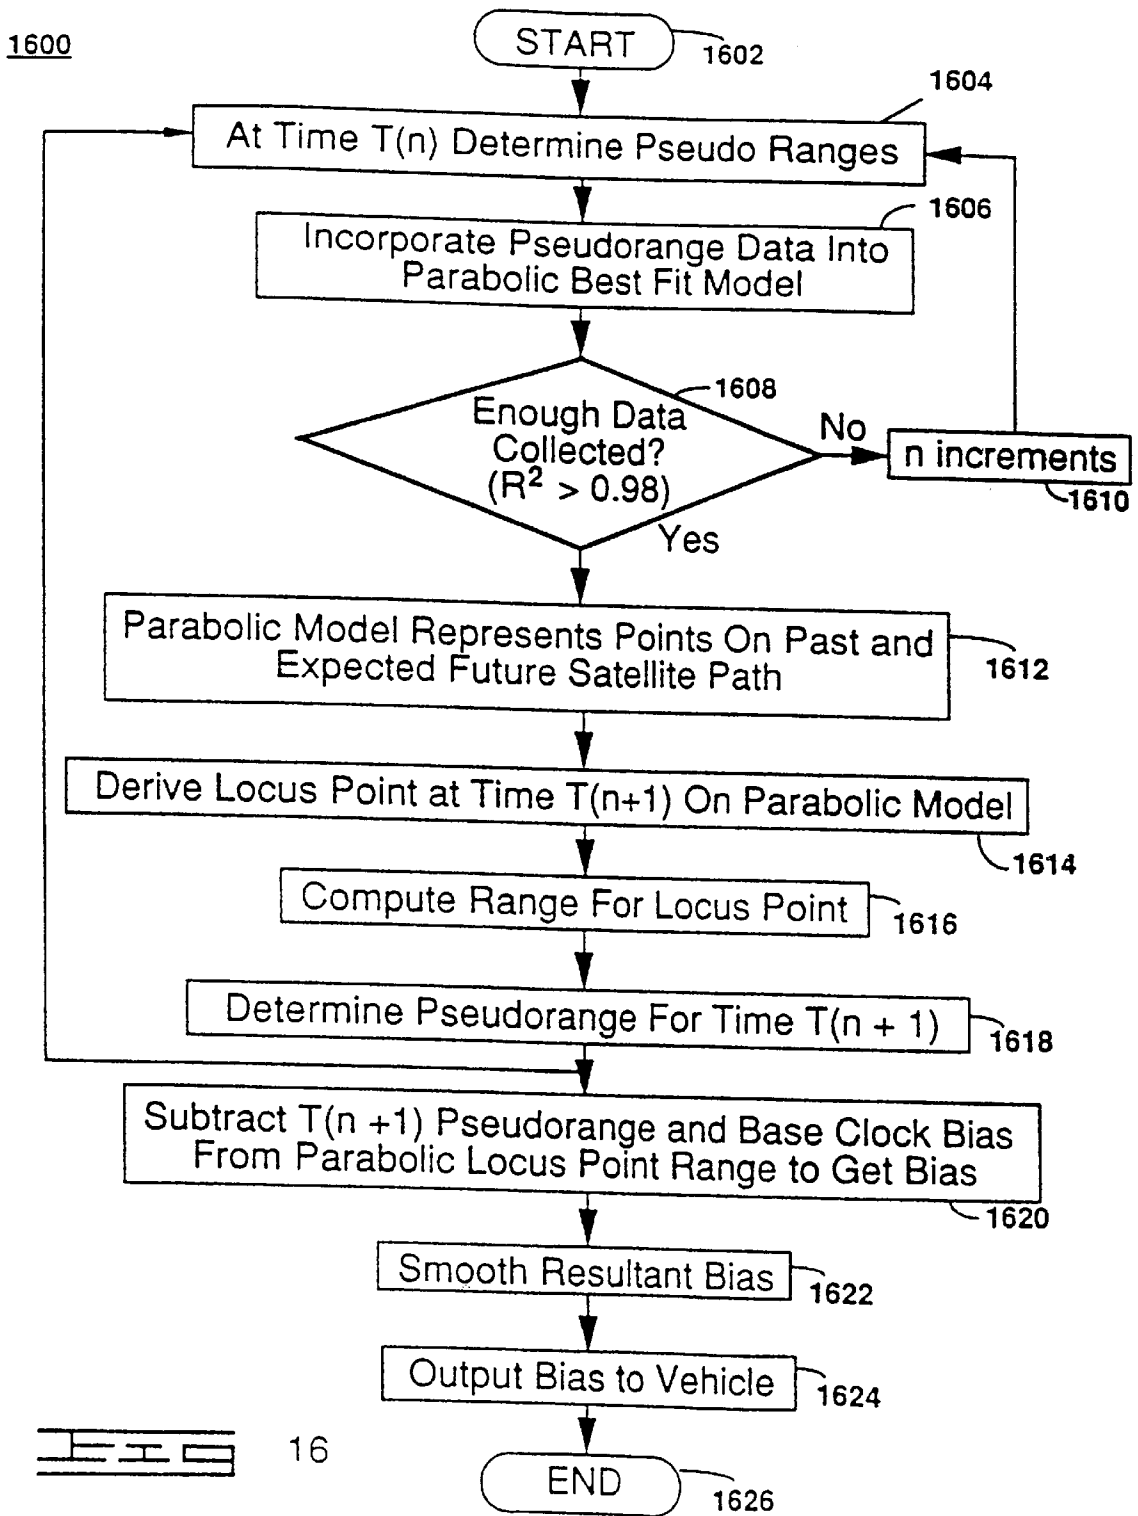 1600
START
1602
1604
At Time T(n) Determine Pseudo Ranges
1606
Incorporate Pseudorange Data Into
Parabolic Best Fit Model
1608
Enough Data
Collected?
(R² > 0.98)
No
n increments
1610
Yes
Parabolic Model Represents Points On Past and
Expected Future Satellite Path
1612
Derive Locus Point at Time T(n+1) On Parabolic Model
1614
Compute Range For Locus Point
1616
Determine Pseudorange For Time T(n + 1)
1618
Subtract T(n +1) Pseudorange and Base Clock Bias
From Parabolic Locus Point Range to Get Bias
1620
Smooth Resultant Bias
1622
Output Bias to Vehicle
1624
FIG 16
END
1626